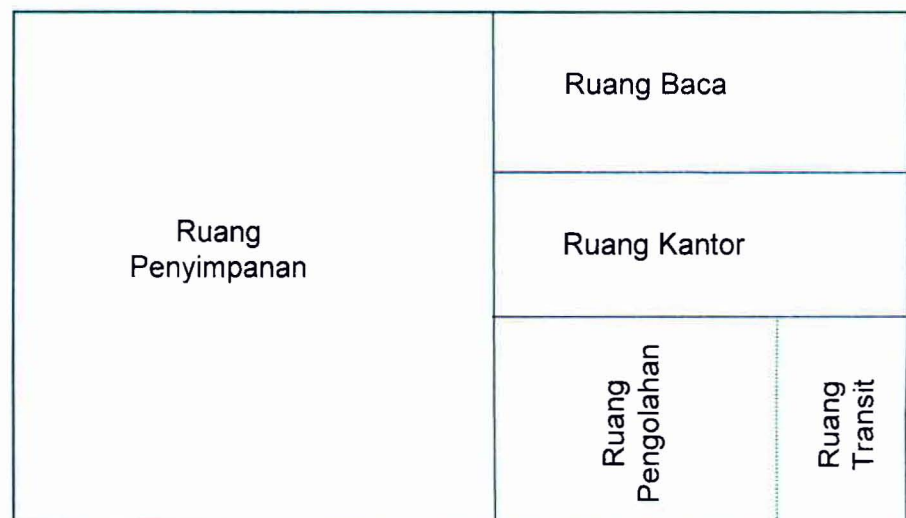 Ruang Baca
Ruang
Penyimpanan
Ruang Kantor
Ruang
Pengolahan
Ruang
Transit